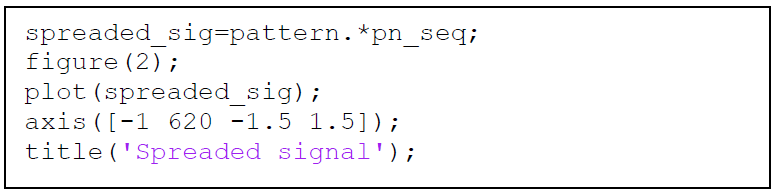 spreaded_sig=pattern.*pn_seq;
figure(2);
plot(spreaded_sig);
axis([-1 620 -1.5 1.5]);
title('Spreaded signal');